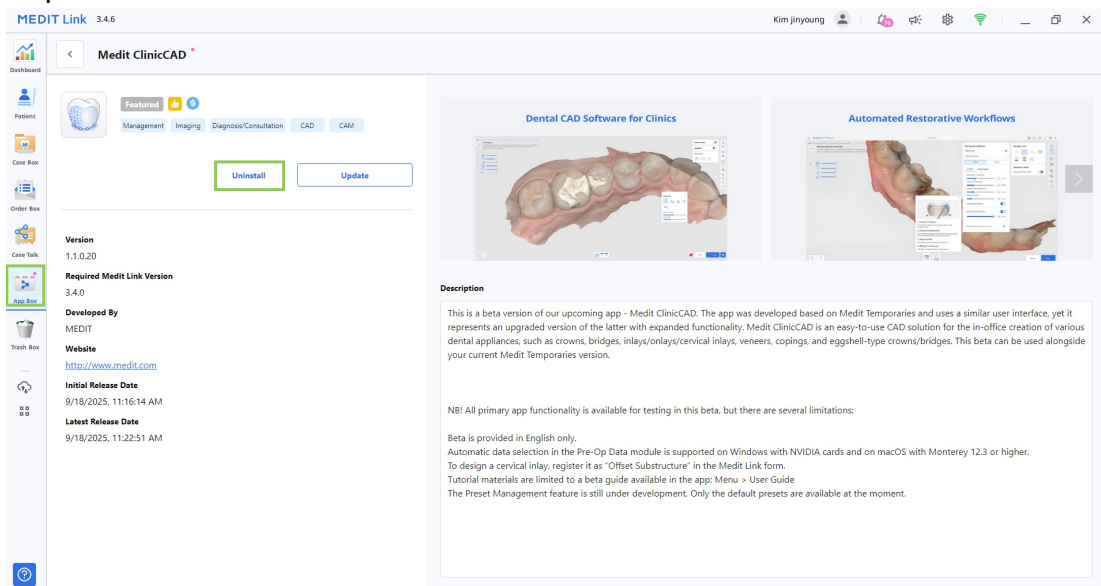 MEDIT Link 3.4.6
Kim jinyoung
Dashboard
Patient
Case Box
Order Box
Case Talk
App Box
Trash Box
Medit ClinicCAD
Featured
Management Imaging Diagnosis/Consultation CAD CAM
Uninstall Update
Version
1.1.0.20
Required Medit Link Version
3.4.0
Developed By
MEDIT
Website
http://www.medit.com
Initial Release Date
9/18/2025, 11:16:14 AM
Latest Release Date
9/18/2025, 11:22:51 AM
Dental CAD Software for Clinics
Automated Restorative Workflows
Description
This is a beta version of our upcoming app - Medit ClinicCAD. The app was developed based on Medit Temporaries and uses a similar user interface, yet it
represents an upgraded version of the latter with expanded functionality. Medit ClinicCAD is an easy-to-use CAD solution for the in-office creation of various
dental appliances, such as crowns, bridges, inlays/onlays/cervical inlays, veneers, copings, and eggshell-type crowns/bridges. This beta can be used alongside
your current Medit Temporaries version.
NB! All primary app functionality is available for testing in this beta, but there are several limitations:
Beta is provided in English only.
Automatic data selection in the Pre-Op Data module is supported on Windows with NVIDIA cards and on macOS with Monterey 12.3 or higher.
To design a cervical inlay, register it as "Offset Substructure" in the Medit Link form.
Tutorial materials are limited to a beta guide available in the app: Menu > User Guide
The Preset Management feature is still under development. Only the default presets are available at the moment.